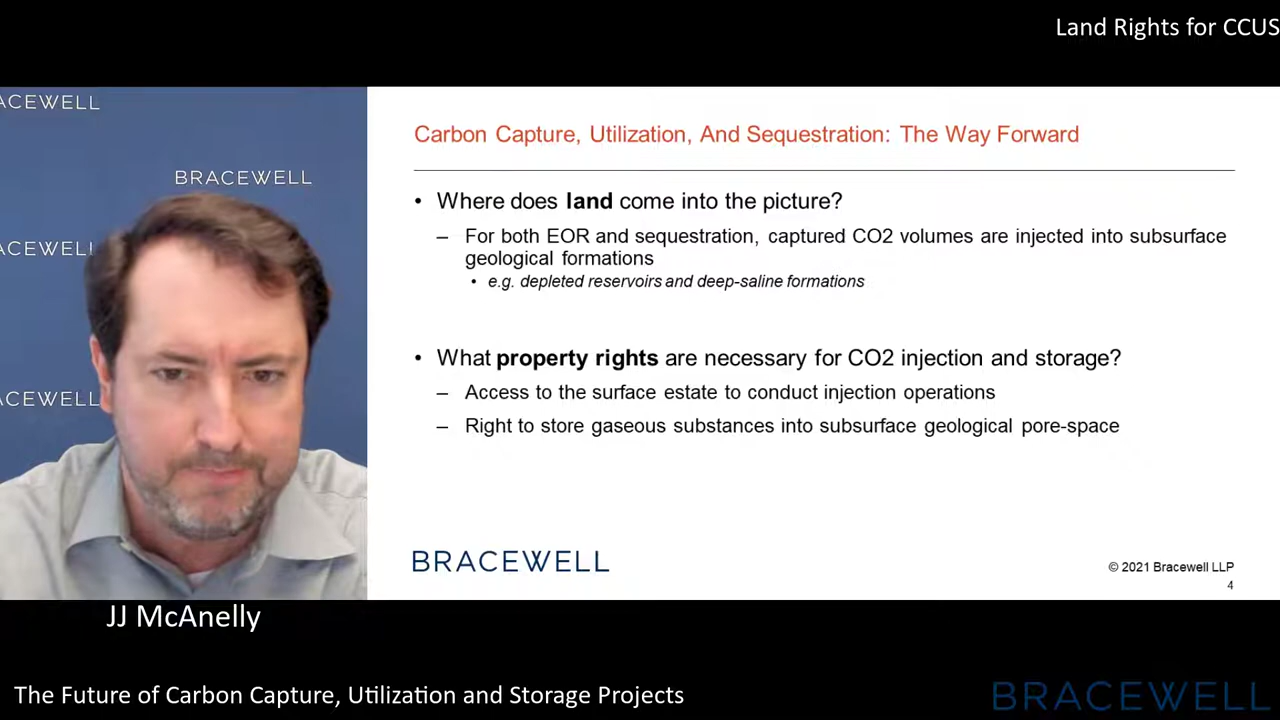 Land Rights for CCUS
ACEWELL
BRACEWELL
ACEWELL
ACEWELL
Carbon Capture, Utilization, And Sequestration: The Way Forward
• Where does land come into the picture?
– For both EOR and sequestration, captured CO2 volumes are injected into subsurface
geological formations
• e.g. depleted reservoirs and deep-saline formations
• What property rights are necessary for CO2 injection and storage?
– Access to the surface estate to conduct injection operations
– Right to store gaseous substances into subsurface geological pore-space
BRACEWELL
© 2021 Bracewell LLP
4
JJ McAnelly
The Future of Carbon Capture, Utilization and Storage Projects
BRACEWELL